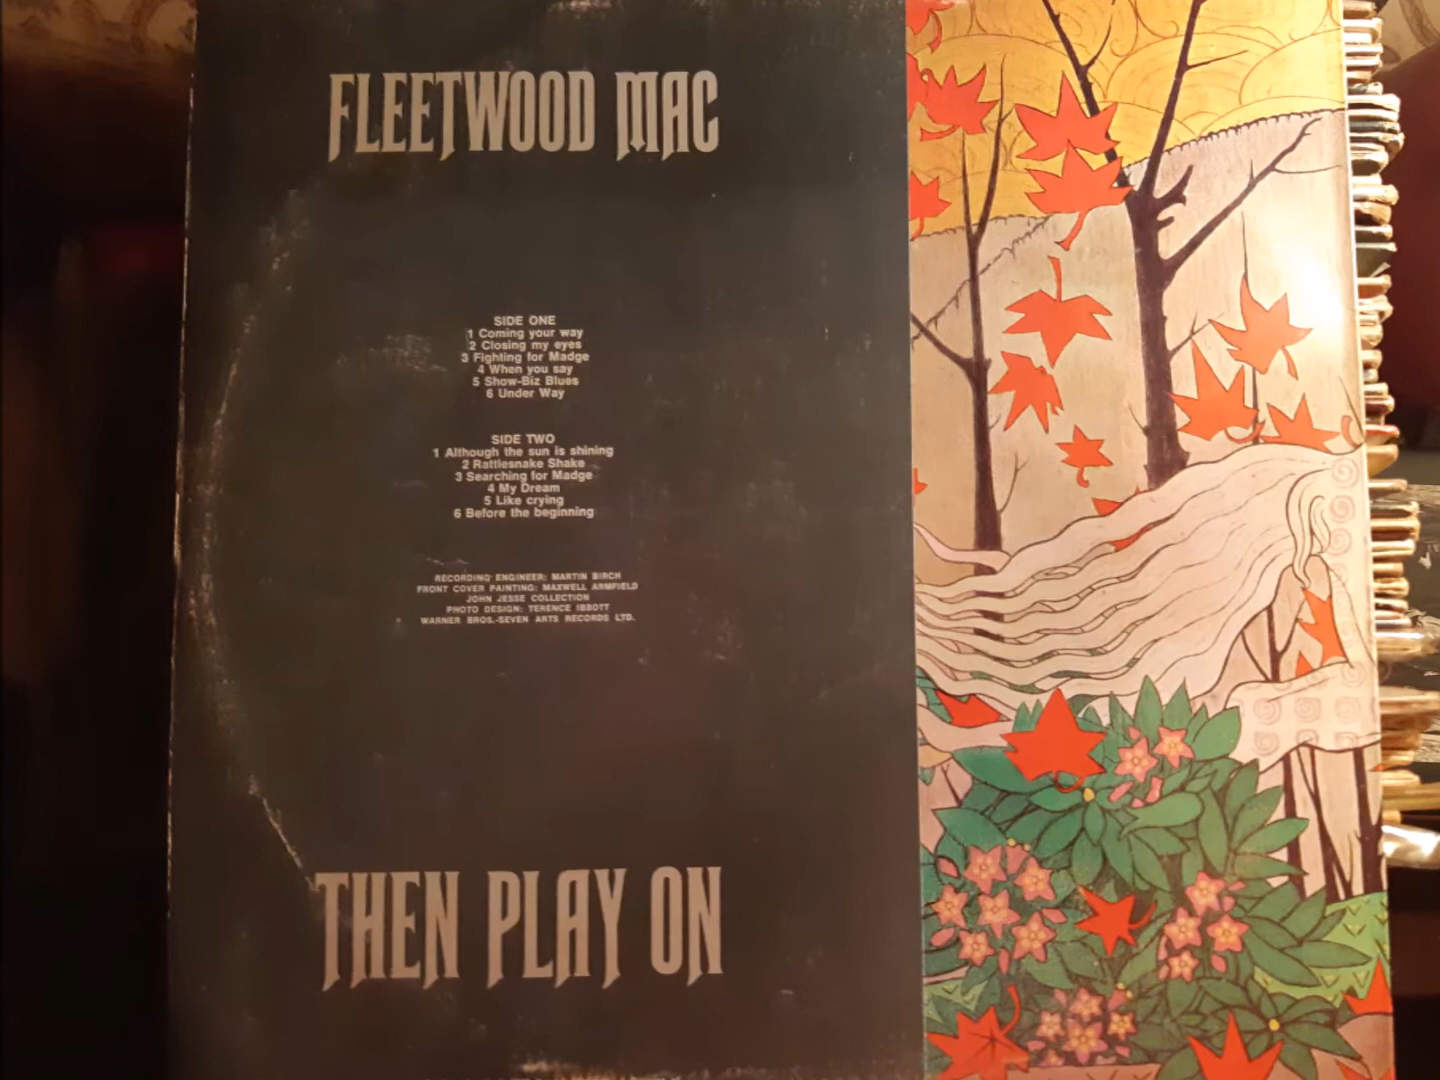 FLEETWOOD MAC
SIDE ONE
1 Coming your way
2 Closing my eyes
3 Fighting for Madge
4 When you say
5 Show-Biz Blues
6 Under Way
SIDE TWO
1 Although the sun is shining
2 Rattlesnake Shake
3 Searching for Madge
4 My Dream
5 Like crying
6 Before the beginning
RECORDING ENGINEER: MARTIN BIRCH
FRONT COVER PAINTING: MAXWELL ARMFIELD
JOHN JESSE COLLECTION
PHOTO DESIGN: TERENCE IBBOTT
WARNER BROS.-SEVEN ARTS RECORDS LTD.
THEN PLAY ON